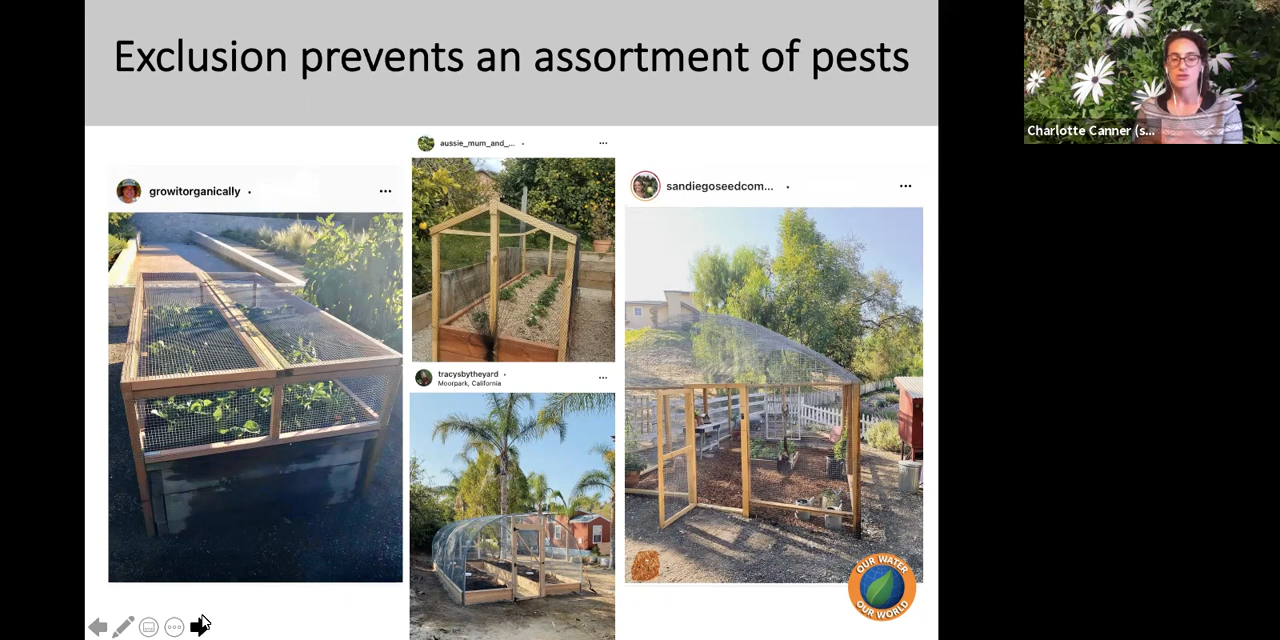 Exclusion prevents an assortment of pests
growitorganically •
aussie_mum_and_... •
tracysbytheyard •
Moorpark, California
sandiegoseedcom... •
OUR WATER
OUR WORLD
Charlotte Canner (s...